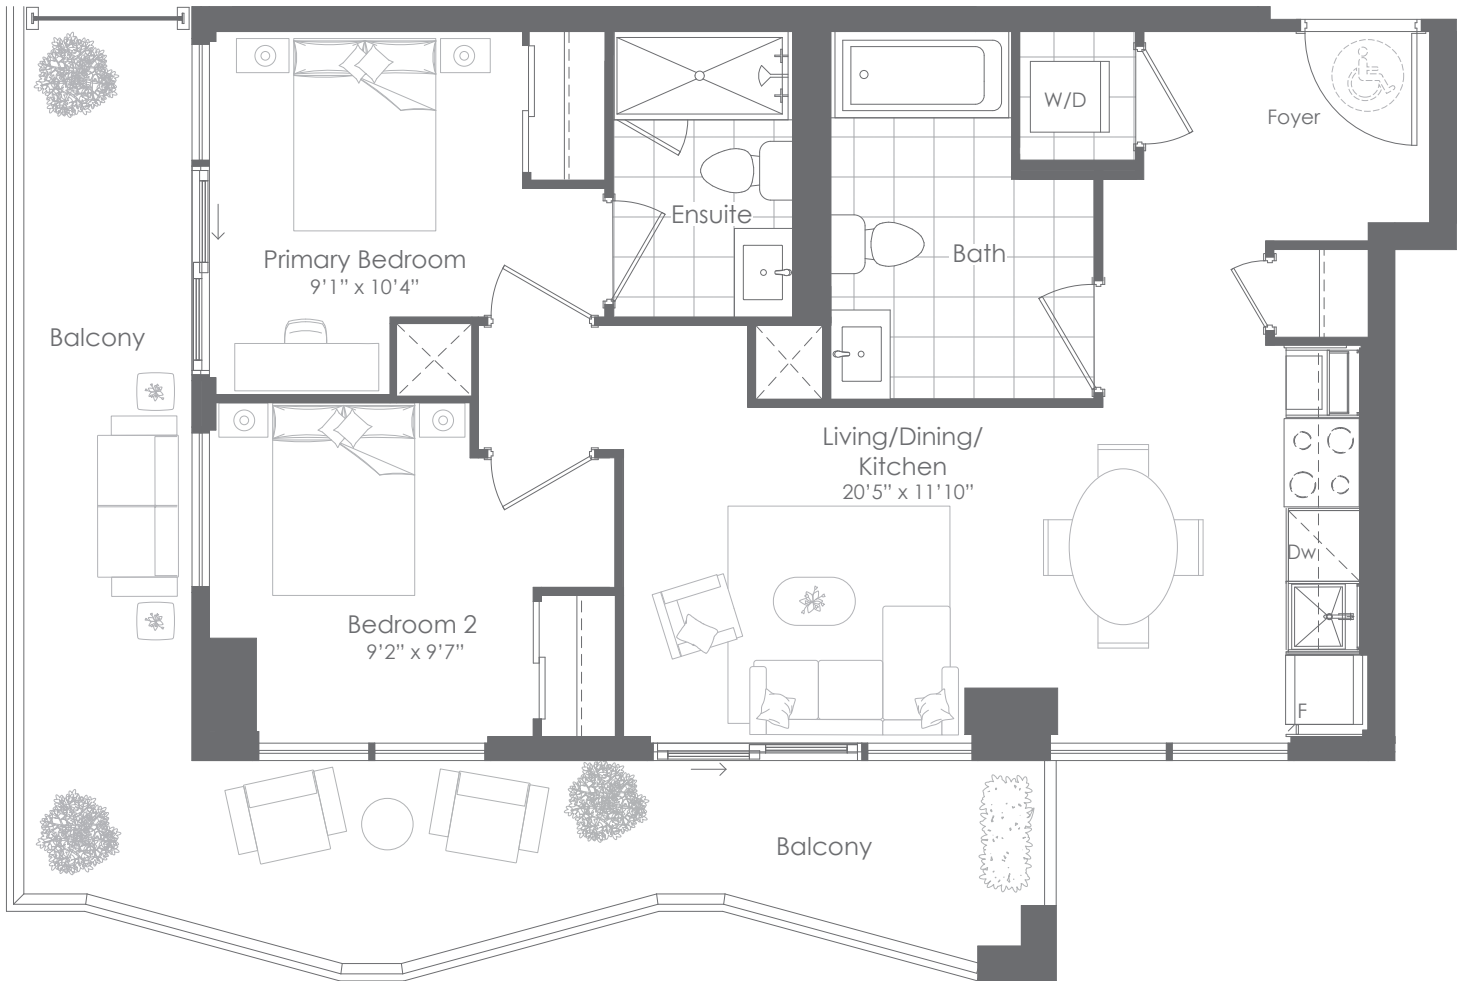 W/D
Foyer
Ensuite
Bath
Primary Bedroom
9’1” x 10’4”
Balcony
Living/Dining/
Kitchen
20’5” x 11’10”
Dw
Bedroom 2
9’2” x 9’7”
F
Balcony